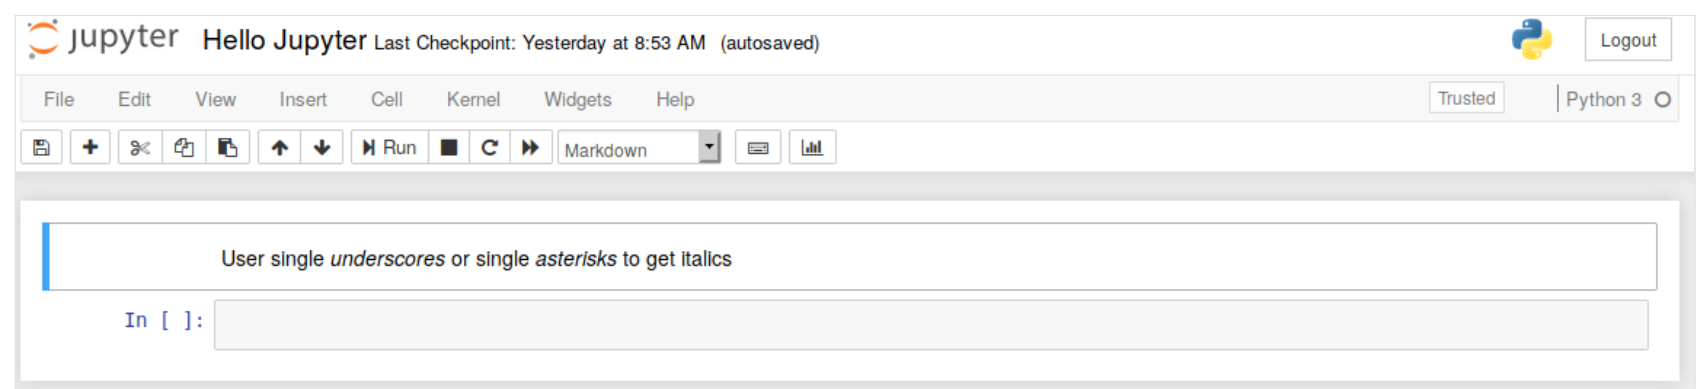 jupyter Hello Jupyter Last Checkpoint: Yesterday at 8:53 AM (autosaved) Logout
File Edit View Insert Cell Kernel Widgets Help Trusted Python 3
Run Markdown
User single underscores or single asterisks to get italics
In [ ]: